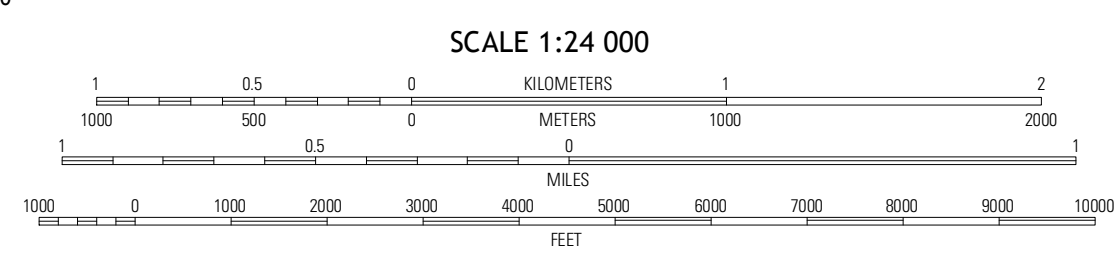 SCALE 1:24 000
1 0.5 0 KILOMETERS 1 2
1000 500 0 METERS 1000 2000
1 0.5 0 1
MILES
1000 0 1000 2000 3000 4000 5000 6000 7000 8000 9000 10000
FEET